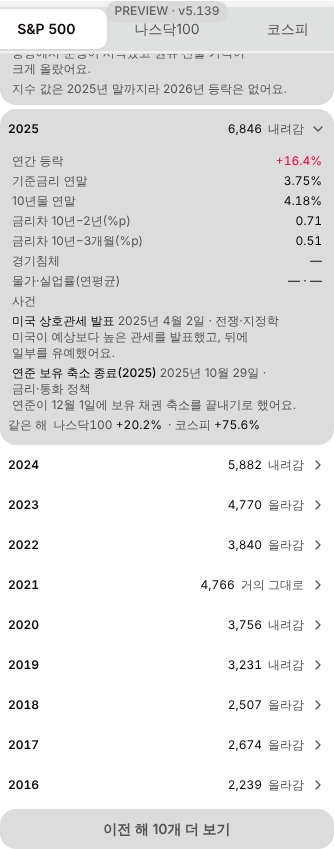 PREVIEW · v5.139
S&P 500 나스닥100 코스피
크게 올랐어요.
지수 값은 2025년 말까지라 2026년 등락은 없어요.
2025 6,846 내려감
연간 등락 +16.4%
기준금리 연말 3.75%
10년물 연말 4.18%
금리차 10년−2년(%p) 0.71
금리차 10년−3개월(%p) 0.51
경기침체 —
물가·실업률(연평균) — · —
사건
미국 상호관세 발표 2025년 4월 2일 · 전쟁·지정학
미국이 예상보다 높은 관세를 발표했고, 뒤에
일부를 유예했어요.
연준 보유 축소 종료(2025) 2025년 10월 29일 ·
금리·통화 정책
연준이 12월 1일에 보유 채권 축소를 끝내기로 했어요.
같은 해 나스닥100 +20.2% · 코스피 +75.6%
2024 5,882 내려감
2023 4,770 올라감
2022 3,840 올라감
2021 4,766 거의 그대로
2020 3,756 내려감
2019 3,231 내려감
2018 2,507 올라감
2017 2,674 올라감
2016 2,239 올라감
이전 해 10개 더 보기